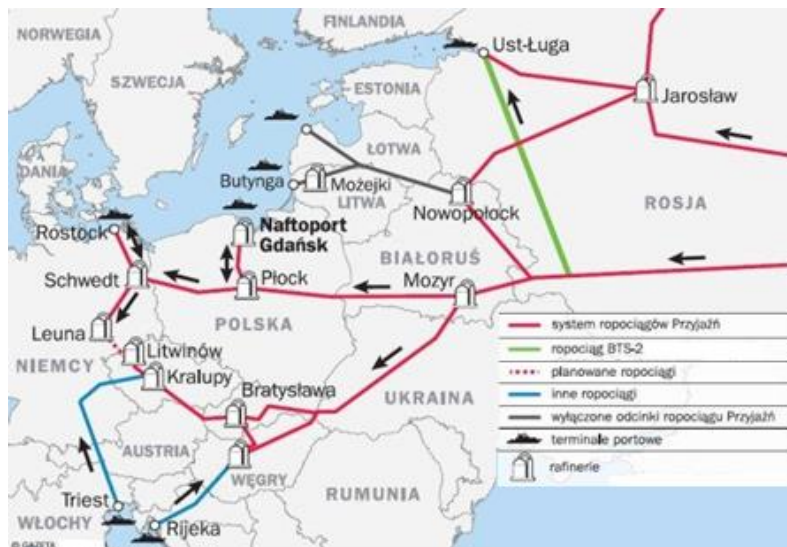 NORWEGIA
FINLANDIA
SZWECJA
Ust-Ługa
ESTONIA
Jarosław
ŁOTWA
DANIA
Butynga
Możejki
LITWA
Nowopołock
ROSJA
Rostock
Naftoport
Gdańsk
BIAŁORUŚ
Schwedt
Płock
Mozyr
Leuna
POLSKA
NIEMCY
Litwinów
Kralupy
Bratysława
UKRAINA
AUSTRIA
WĘGRY
Triest
RUMUNIA
WŁOCHY
Rijeka
system ropociągów Przyjaźń
ropociąg BTS-2
planowane ropociągi
inne ropociągi
wyłączone odcinki ropociągu Przyjaźń
terminale portowe
rafinerie
© GAZETA